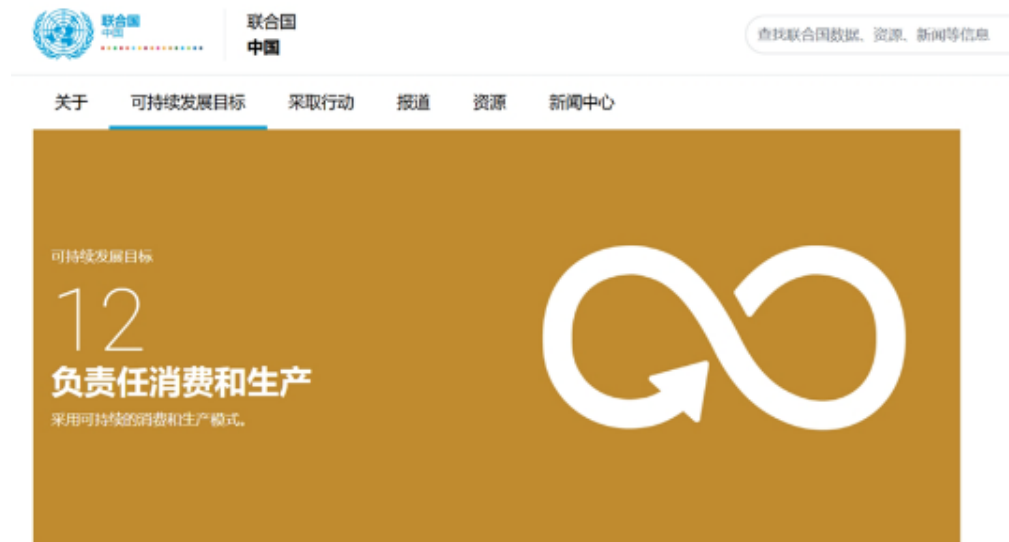 联合国
中国
联合国
中国
查找联合国数据、资源、新闻等信息
关于 可持续发展目标 采取行动 报道 资源 新闻中心
可持续发展目标
12
负责任消费和生产
采用可持续的消费和生产模式。